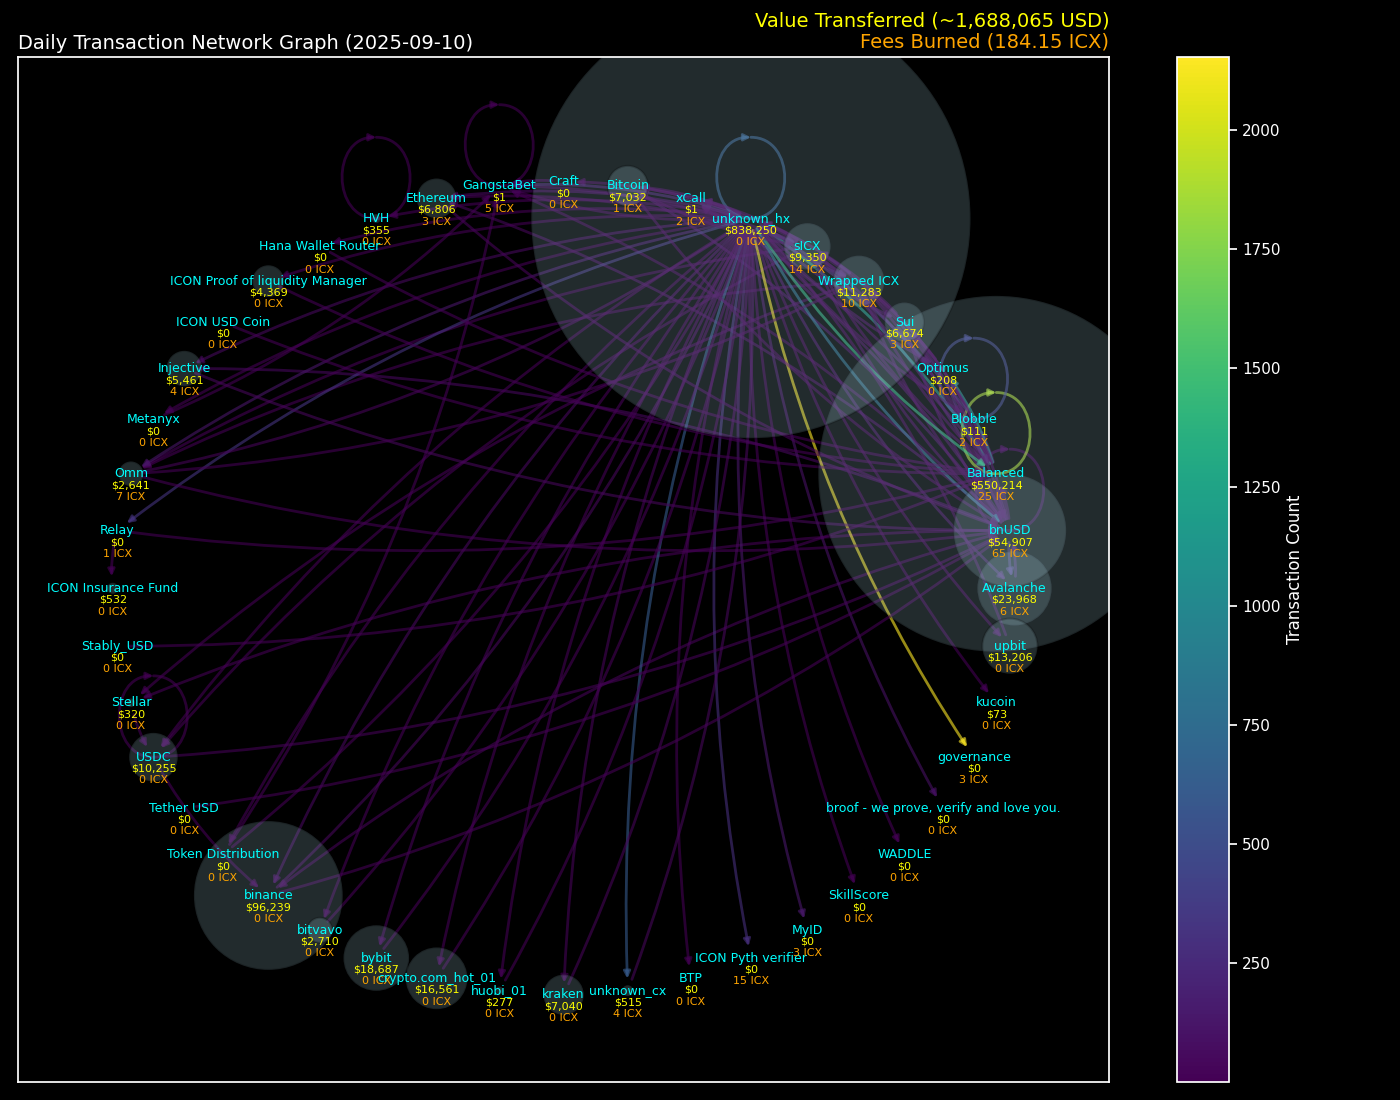 Value Transferred (~1,688,065 USD)
Daily Transaction Network Graph (2025-09-10)
Fees Burned (184.15 ICX)
GangstaBet
$1
5 ICX
Craft
$0
0 ICX
Bitcoin
$7,032
1 ICX
Ethereum
$6,806
3 ICX
xCall
$1
2 ICX
HVH
$355
0 ICX
unknown_hx
$838,250
0 ICX
Hana Wallet Router
$0
0 ICX
sICX
$9,350
14 ICX
ICON Proof of liquidity Manager
$4,369
0 ICX
Wrapped ICX
$11,283
10 ICX
ICON USD Coin
$0
0 ICX
Sui
$6,674
3 ICX
Injective
$5,461
4 ICX
Optimus
$208
0 ICX
Metanyx
$0
0 ICX
Blobble
$111
2 ICX
Omm
$2,641
7 ICX
Balanced
$550,214
25 ICX
Relay
$0
1 ICX
bnUSD
$54,907
65 ICX
ICON Insurance Fund
$532
0 ICX
Avalanche
$23,968
6 ICX
Stably_USD
$0
0 ICX
upbit
$13,206
0 ICX
Stellar
$320
0 ICX
kucoin
$73
0 ICX
USDC
$10,255
0 ICX
governance
$0
3 ICX
Tether USD
$0
0 ICX
broof - we prove, verify and love you.
$0
0 ICX
Token Distribution
$0
0 ICX
WADDLE
$0
0 ICX
binance
$96,239
0 ICX
SkillScore
$0
0 ICX
bitvavo
$2,710
0 ICX
MyID
$0
3 ICX
bybit
$18,687
0 ICX
ICON Pyth verifier
$0
15 ICX
crypto.com_hot_01
$16,561
0 ICX
BTP
$0
0 ICX
huobi_01
$277
0 ICX
kraken
$7,040
0 ICX
unknown_cx
$515
4 ICX
2000
1750
1500
1250
1000
750
500
250
Transaction Count